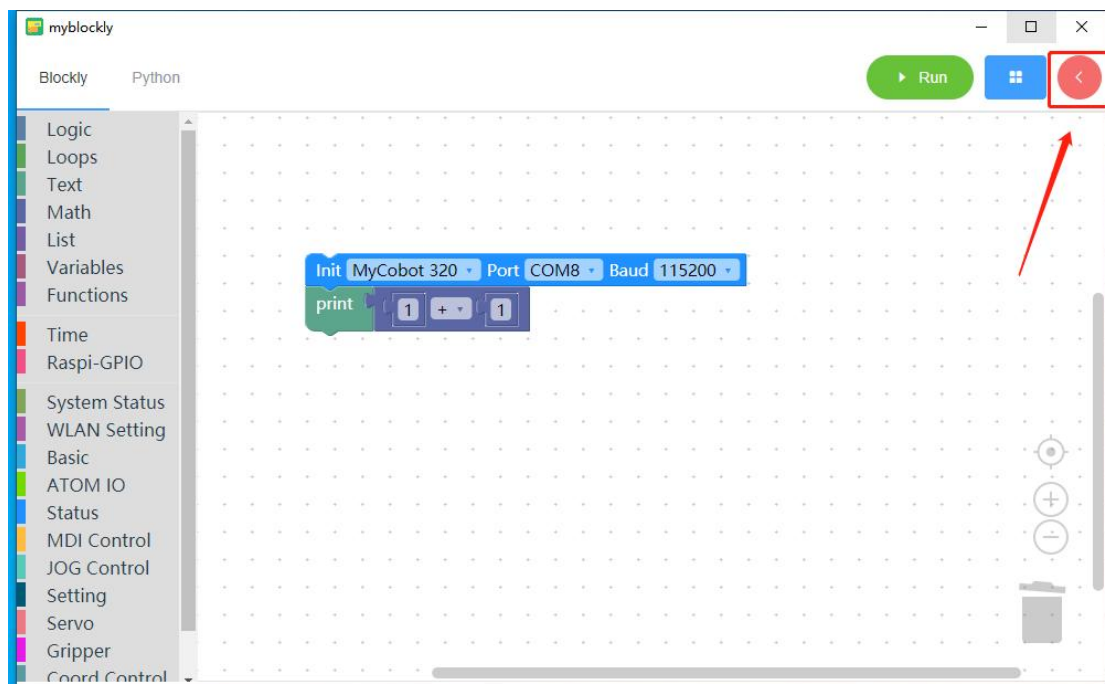 myblockly
Blockly Python
Run
Logic
Loops
Text
Math
List
Variables
Functions
Time
Raspi-GPIO
System Status
WLAN Setting
Basic
ATOM IO
Status
MDI Control
JOG Control
Setting
Servo
Gripper
Coord Control
Init MyCobot 320 Port COM8 Baud 115200
print 1 + 1